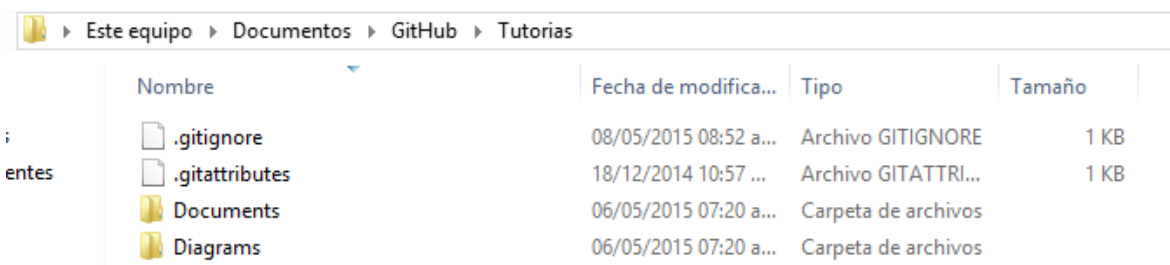 Este equipo Documentos GitHub Tutorias
Nombre Fecha de modifica... Tipo Tamaño
.gitignore 08/05/2015 08:52 a... Archivo GITIGNORE 1 KB
entes .gitattributes 18/12/2014 10:57 ... Archivo GITATTRI... 1 KB
Documents 06/05/2015 07:20 a... Carpeta de archivos
Diagrams 06/05/2015 07:20 a... Carpeta de archivos